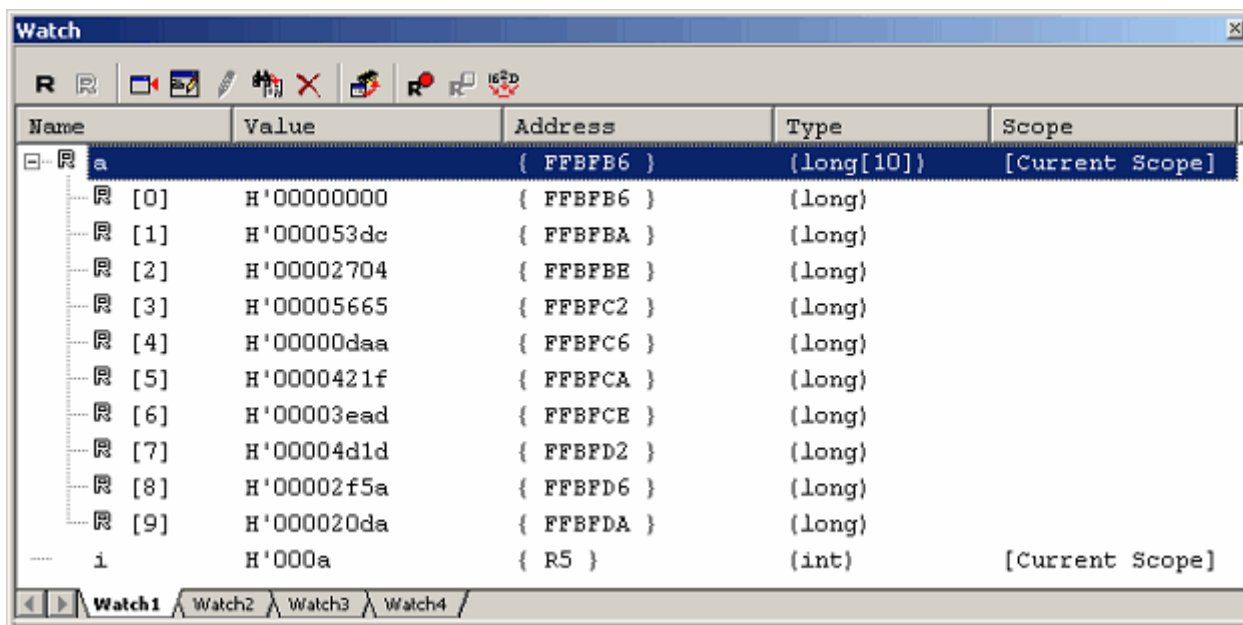 Watch
R R R R 16 2 D
Name Value Address Type Scope
R a { FFBFB6 } (long[10]) [Current Scope]
R [0] H'00000000 { FFBFB6 } (long)
R [1] H'000053dc { FFBFBA } (long)
R [2] H'00002704 { FFBFBE } (long)
R [3] H'00005665 { FFBFC2 } (long)
R [4] H'00000daa { FFBFC6 } (long)
R [5] H'0000421f { FFBFCA } (long)
R [6] H'00003ead { FFBFCE } (long)
R [7] H'00004d1d { FFBFD2 } (long)
R [8] H'00002f5a { FFBFD6 } (long)
R [9] H'000020da { FFBFDA } (long)
i H'000a { R5 } (int) [Current Scope]
Watch1 Watch2 Watch3 Watch4